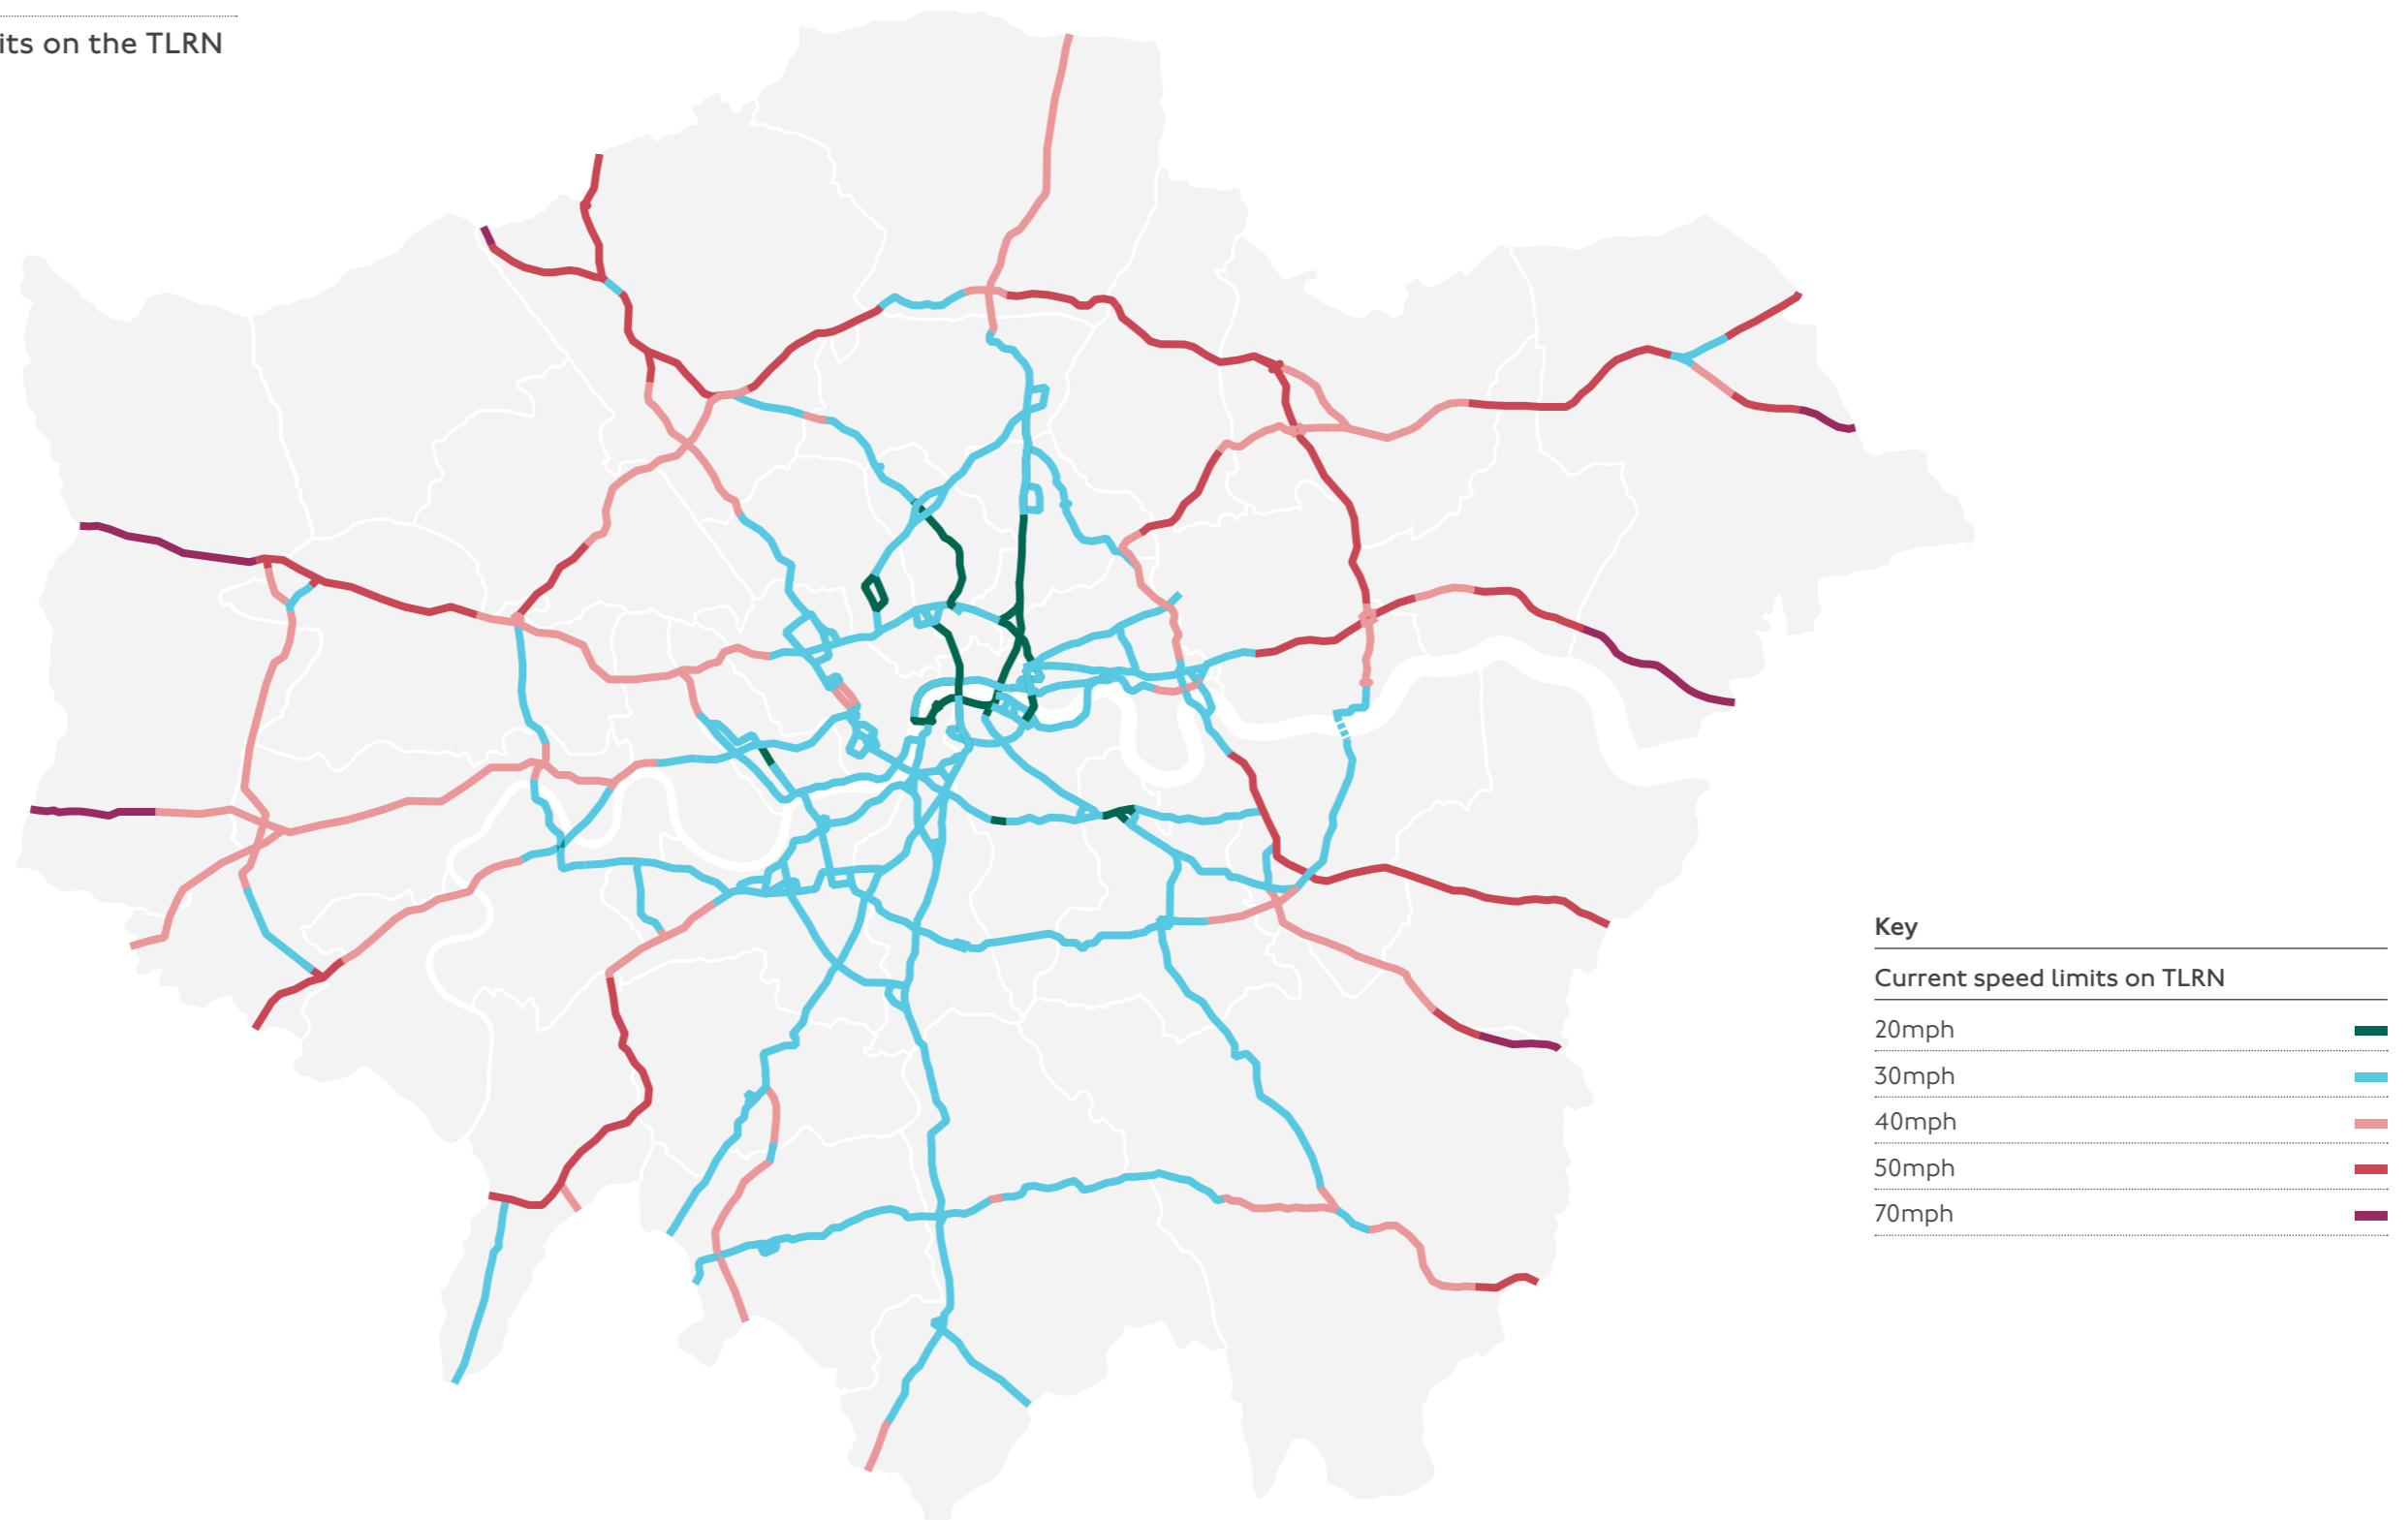 its on the TLRN
Key
Current speed limits on TLRN
20mph
30mph
40mph
50mph
70mph